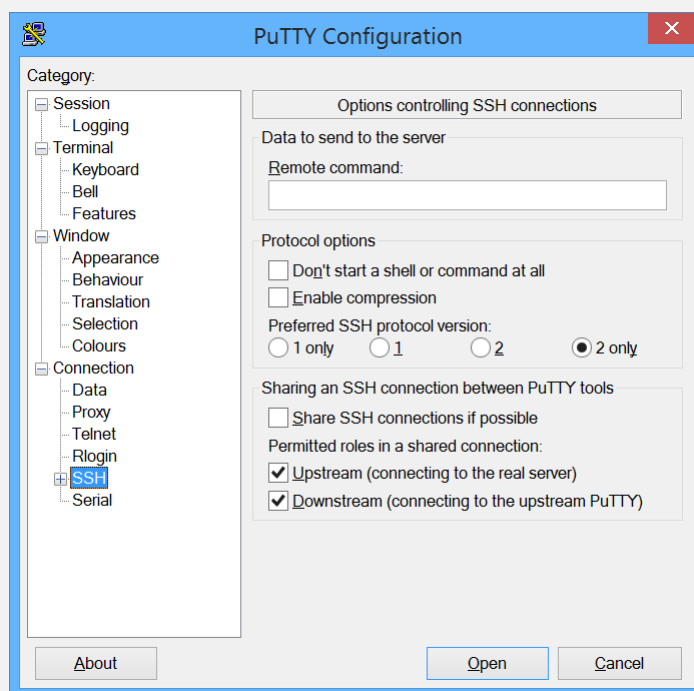 PuTTY Configuration
Category:
Session
Logging
Terminal
Keyboard
Bell
Features
Window
Appearance
Behaviour
Translation
Selection
Colours
Connection
Data
Proxy
Telnet
Rlogin
SSH
Serial
Options controlling SSH connections
Data to send to the server
Remote command:
Protocol options
Don't start a shell or command at all
Enable compression
Preferred SSH protocol version:
1 only 1 2 2 only
Sharing an SSH connection between PuTTY tools
Share SSH connections if possible
Permitted roles in a shared connection:
Upstream (connecting to the real server)
Downstream (connecting to the upstream PuTTY)
About Open Cancel